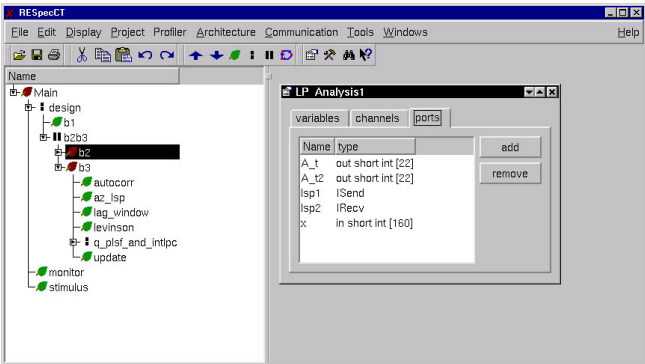 RESpecCT
File Edit Display Project Profiler Architecture Communication Tools Windows Help
Name
Main
design
b1
b2b3
b2
b3
autocorr
az_lsp
lag_window
levinson
q_plsf_and_intlpc
update
monitor
stimulus
LP Analysis1
variables channels ports
Name type
A_t out short int [22]
A_t2 out short int [22]
lsp1 ISend
lsp2 IRecv
x in short int [160]
add
remove